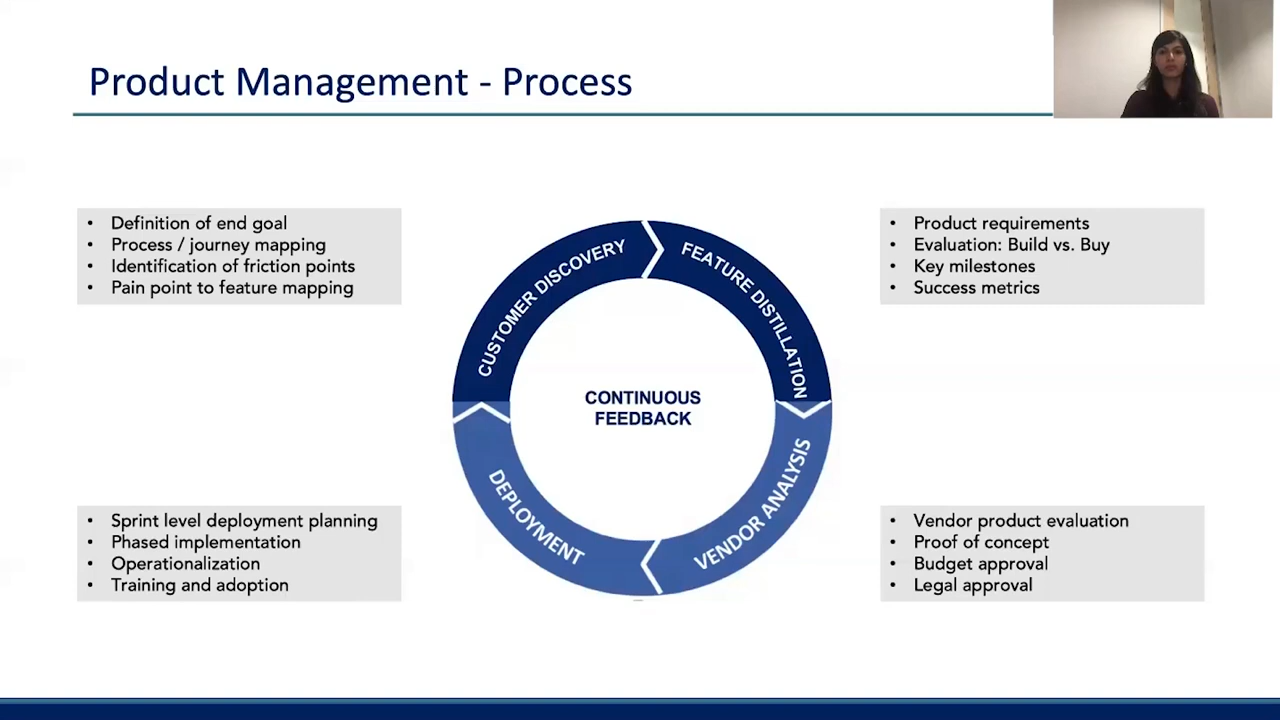 Product Management - Process
• Definition of end goal
• Process / journey mapping
• Identification of friction points
• Pain point to feature mapping
• Product requirements
• Evaluation: Build vs. Buy
• Key milestones
• Success metrics
CUSTOMER DISCOVERY
FEATURE DISTILLATION
CONTINUOUS
FEEDBACK
DEPLOYMENT
VENDOR ANALYSIS
• Sprint level deployment planning
• Phased implementation
• Operationalization
• Training and adoption
• Vendor product evaluation
• Proof of concept
• Budget approval
• Legal approval